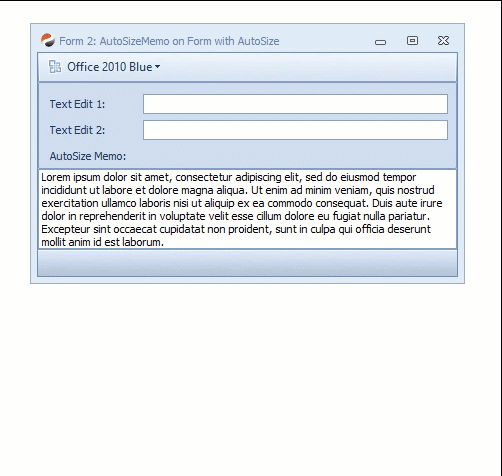 Form 2: AutoSizeMemo on Form with AutoSize
Office 2010 Blue
Text Edit 1:
Text Edit 2:
AutoSize Memo:
Lorem ipsum dolor sit amet, consectetur adipiscing elit, sed do eiusmod tempor
incididunt ut labore et dolore magna aliqua. Ut enim ad minim veniam, quis nostrud
exercitation ullamco laboris nisi ut aliquip ex ea commodo consequat. Duis aute irure
dolor in reprehenderit in voluptate velit esse cillum dolore eu fugiat nulla pariatur.
Excepteur sint occaecat cupidatat non proident, sunt in culpa qui officia deserunt
mollit anim id est laborum.